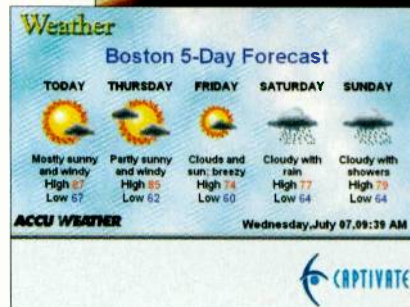 Weather
Boston 5-Day Forecast
TODAY THURSDAY FRIDAY SATURDAY SUNDAY
Mostly sunny and windy
High 87
Low 67
Partly sunny and windy
High 85
Low 62
Clouds and sun; breezy
High 74
Low 60
Cloudy with rain
High 77
Low 64
Cloudy with showers
High 79
Low 64
ACCU WEATHER
Wednesday, July 07, 09:39 AM
CAPTIVATE